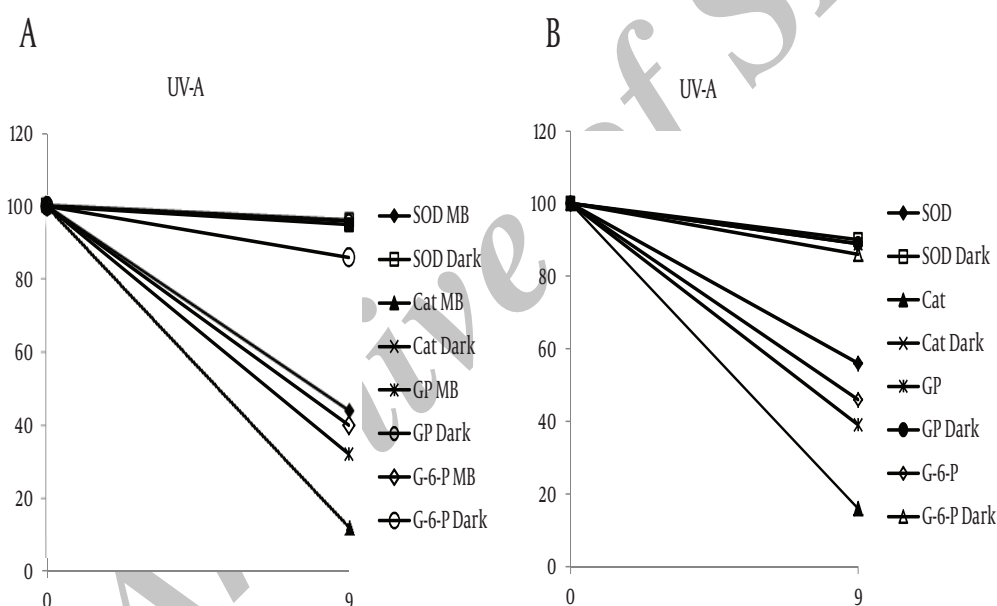 A
UV-A
120
100
80
60
40
20
0
0 9
SOD MB
SOD Dark
Cat MB
Cat Dark
GP MB
GP Dark
G-6-P MB
G-6-P Dark
B
UV-A
120
100
80
60
40
20
0
0 9
SOD
SOD Dark
Cat
Cat Dark
GP
GP Dark
G-6-P
G-6-P Dark